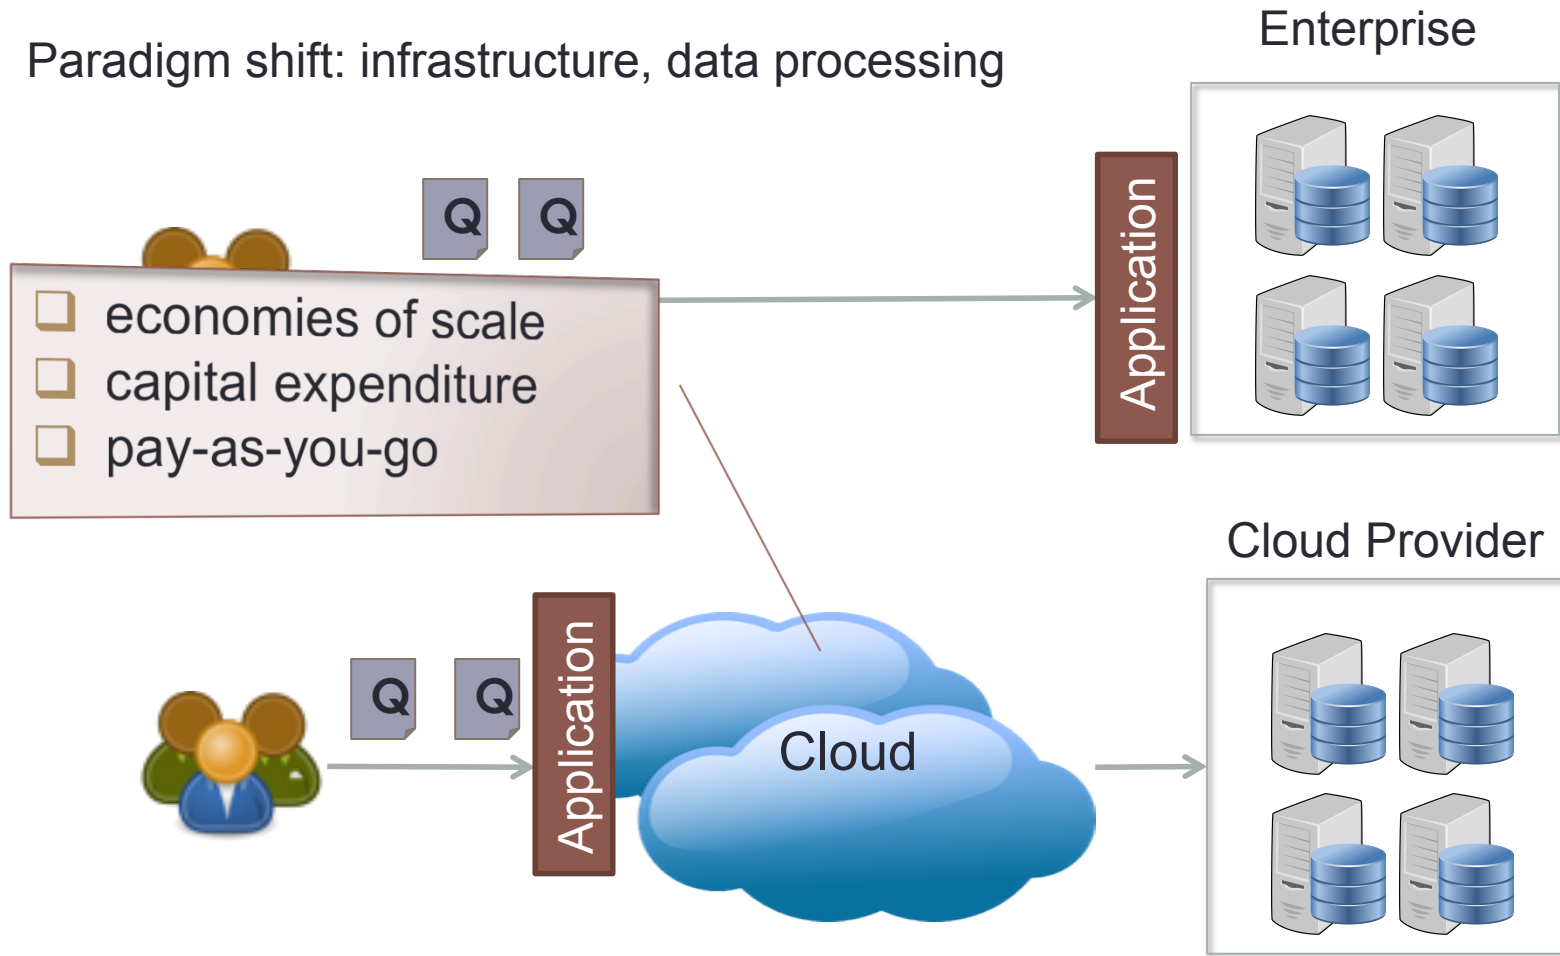 Enterprise
Paradigm shift: infrastructure, data processing
Q Q
Application
economies of scale
capital expenditure
pay-as-you-go
Cloud Provider
Q Q
Application
Cloud